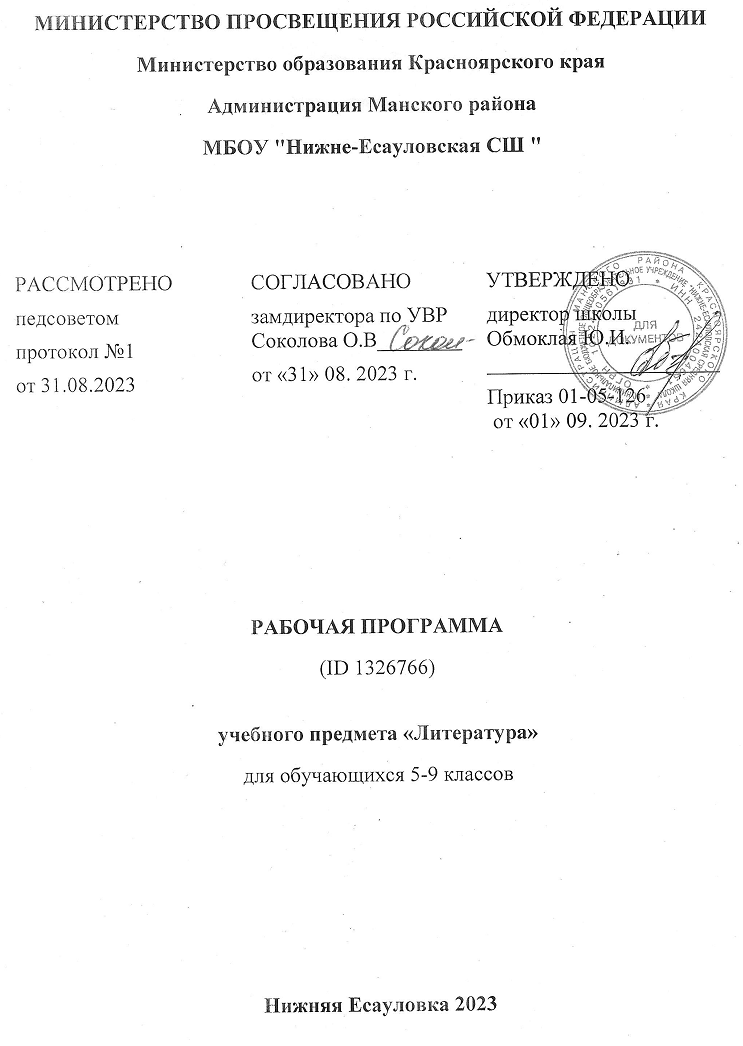 МИНИСТЕРСТВО ПРОСВЕЩЕНИЯ РОССИЙСКОЙ ФЕДЕРАЦИИ
Министерство образования Красноярского края
Администрация Манского района
МБОУ "Нижне-Есауловская СШ "
РАССМОТРЕНО
педсоветом
протокол №1
от 31.08.2023
СОГЛАСОВАНО
замдиректора по УВР
Соколова О.В
от «31» 08. 2023 г.
УТВЕРЖДЕНО
директор школы
Обмоклая Ю.И.
Приказ 01-05-126
от «01» 09. 2023 г.
ДЛЯ
ДОКУМЕНТОВ
РАБОЧАЯ ПРОГРАММА
(ID 1326766)
учебного предмета «Литература»
для обучающихся 5-9 классов
Нижняя Есауловка 2023